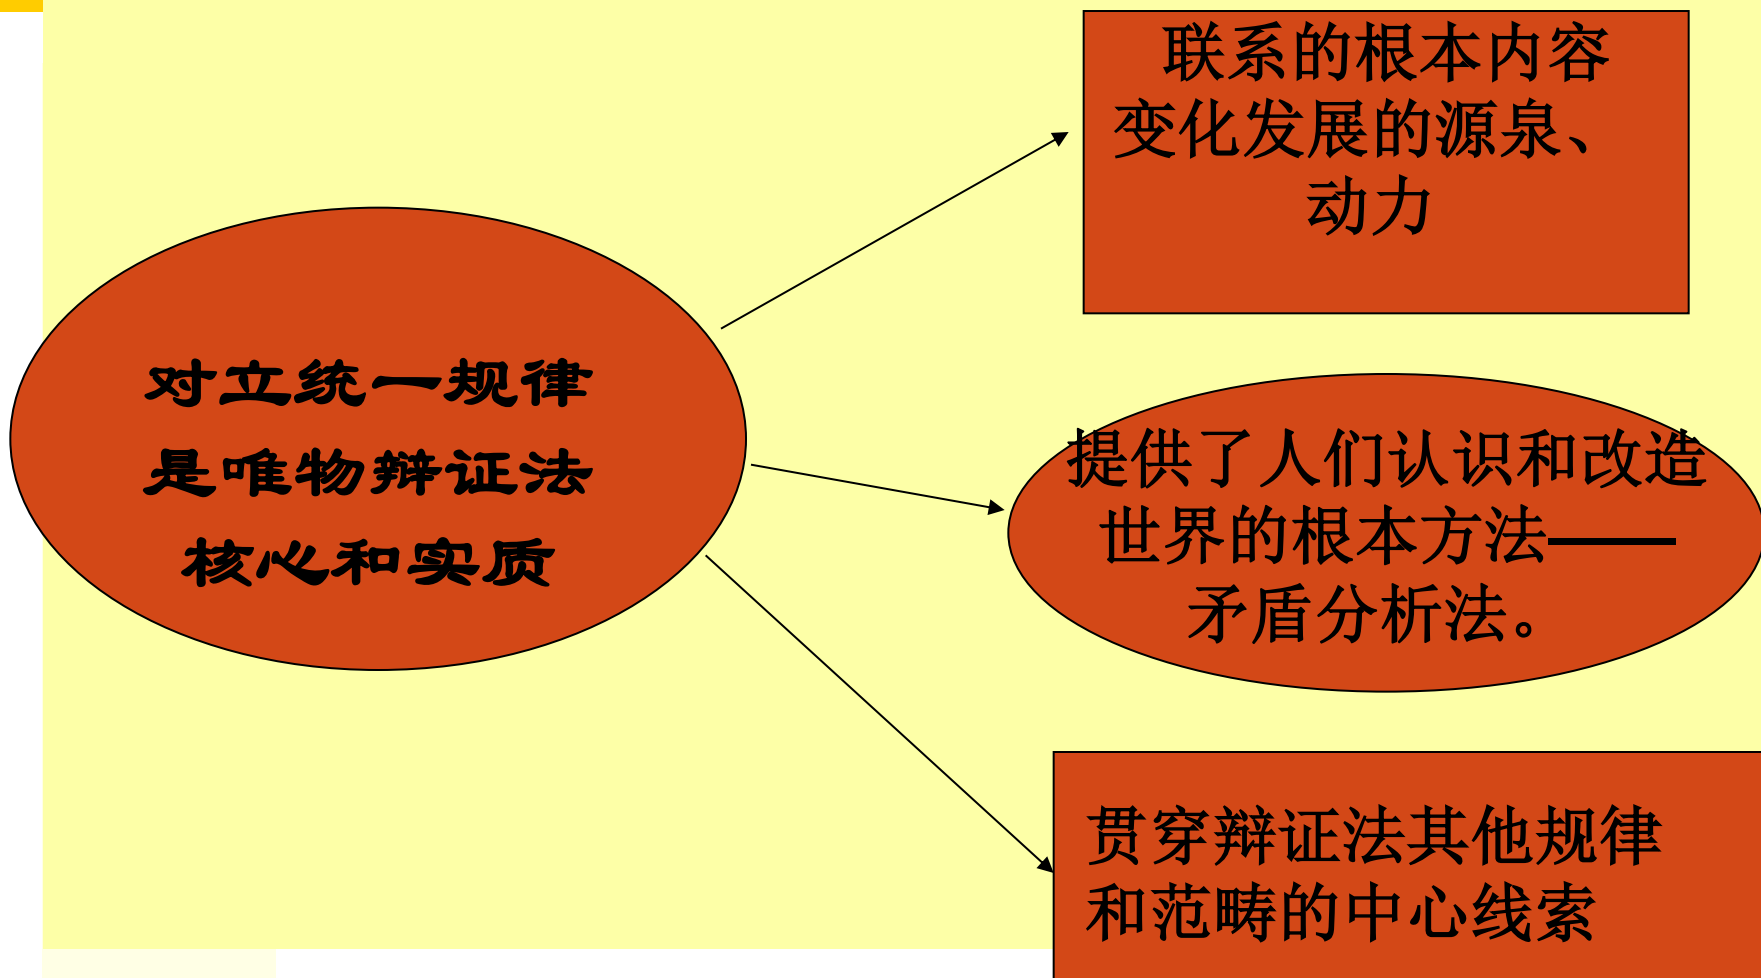 对立统一规律
是唯物辩证法
核心和实质
联系的根本内容
变化发展的源泉、
动力
提供了人们认识和改造
世界的根本方法——
矛盾分析法。
贯穿辩证法其他规律
和范畴的中心线索